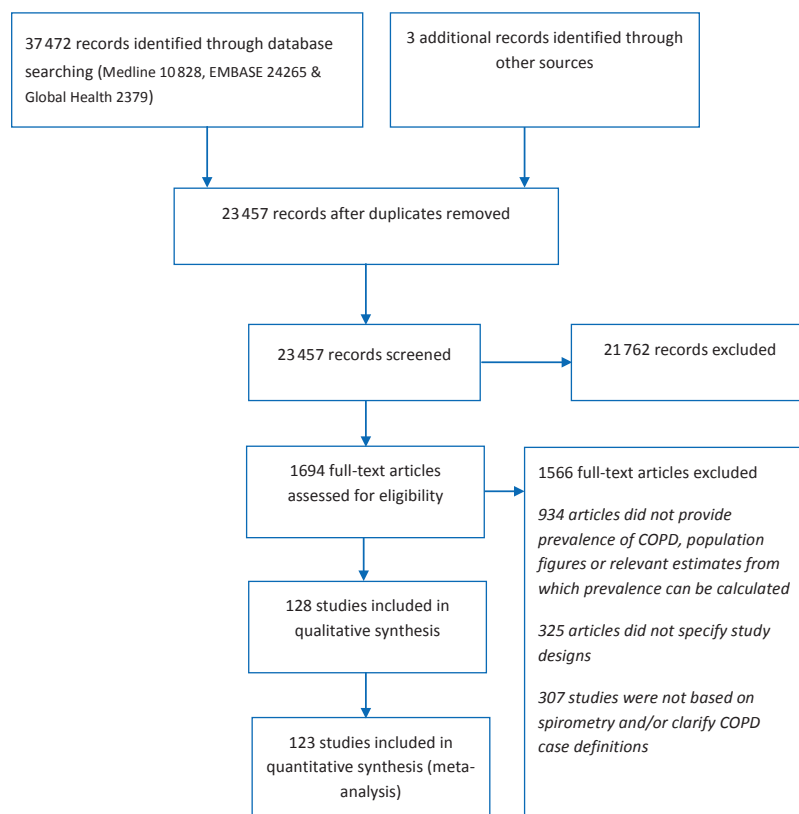 37 472 records identified through database
searching (Medline 10 828, EMBASE 24265 &
Global Health 2379)
3 additional records identified through
other sources
23 457 records after duplicates removed
23 457 records screened
21 762 records excluded
1694 full-text articles
assessed for eligibility
1566 full-text articles excluded
934 articles did not provide
prevalence of COPD, population
figures or relevant estimates from
which prevalence can be calculated
325 articles did not specify study
designs
307 studies were not based on
spirometry and/or clarify COPD
case definitions
128 studies included in
qualitative synthesis
123 studies included in
quantitative synthesis (meta-
analysis)